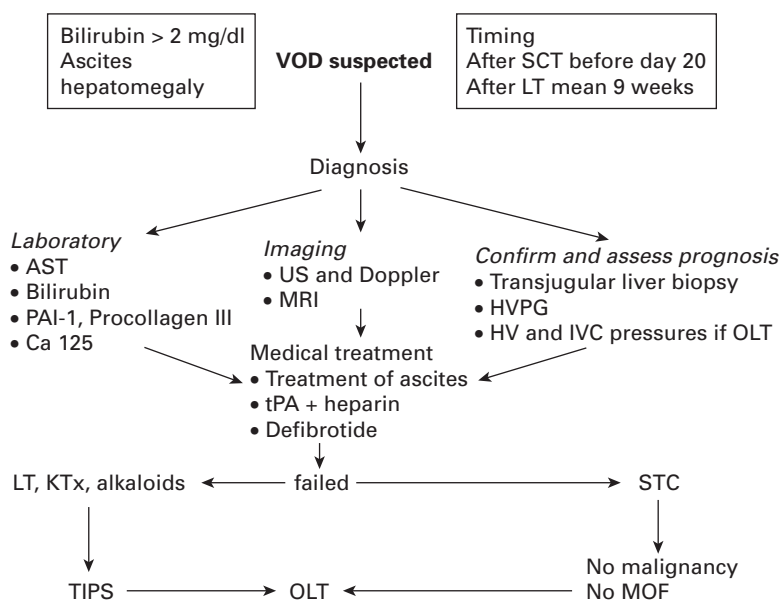 Bilirubin > 2 mg/dl
Ascites
hepatomegaly
VOD suspected
Timing
After SCT before day 20
After LT mean 9 weeks
Diagnosis
Laboratory
• AST
• Bilirubin
• PAI-1, Procollagen III
• Ca 125
Imaging
• US and Doppler
• MRI
Confirm and assess prognosis
• Transjugular liver biopsy
• HVPG
• HV and IVC pressures if OLT
Medical treatment
• Treatment of ascites
• tPA + heparin
• Defibrotide
LT, KTx, alkaloids
failed
STC
TIPS
OLT
No malignancy
No MOF